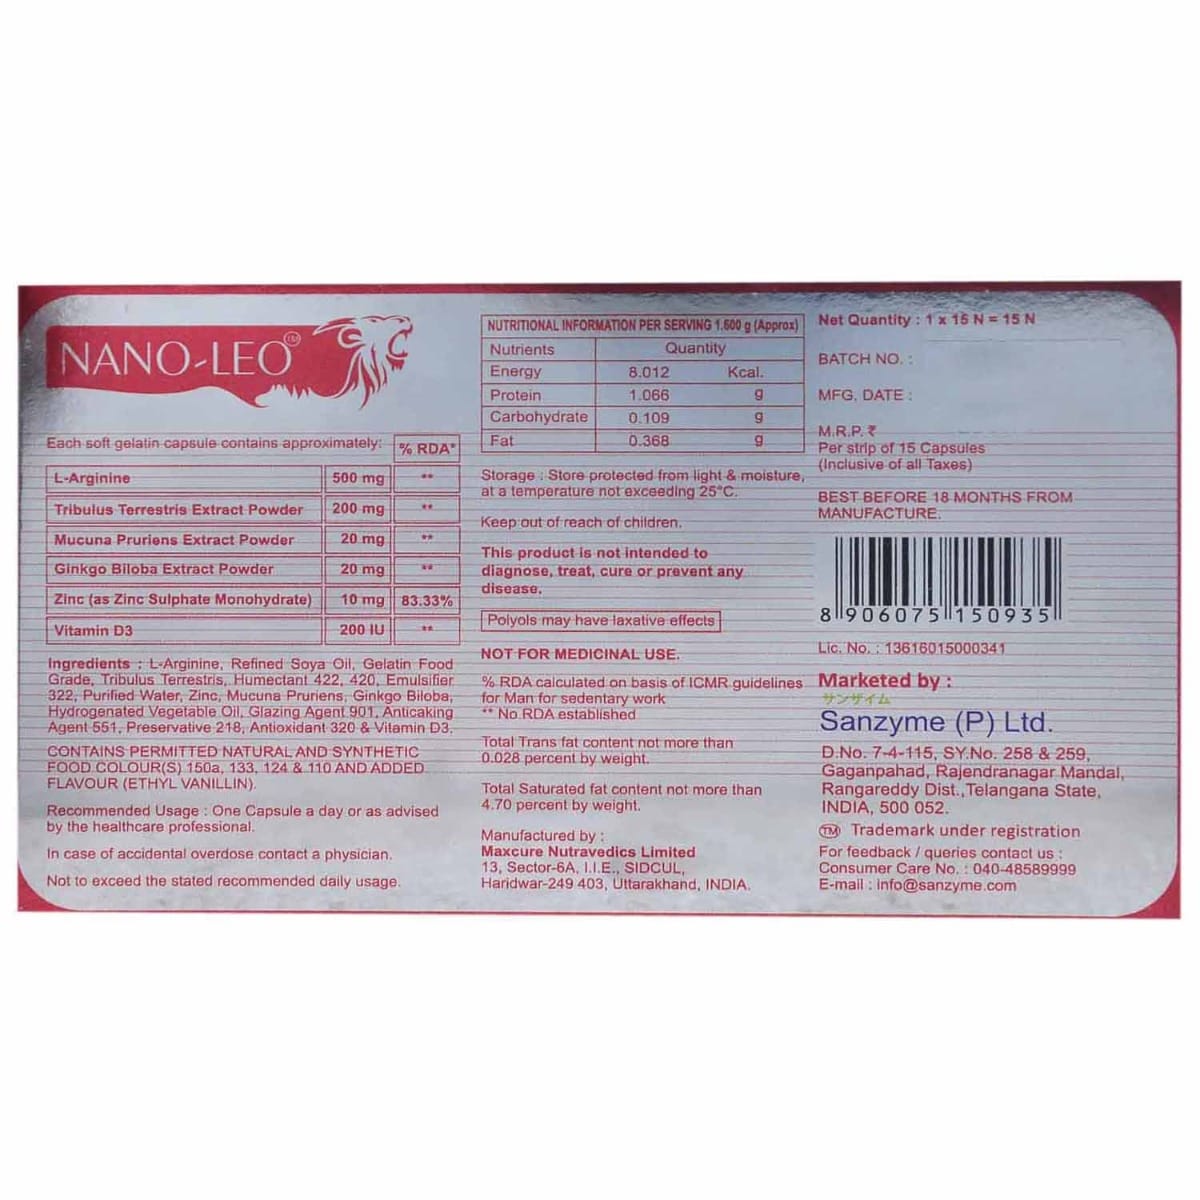 NANO-LEO TM
Each soft gelatin capsule contains approximately:
% RDA*
L-Arginine 500 mg **
Tribulus Terrestris Extract Powder 200 mg **
Mucuna Pruriens Extract Powder 20 mg **
Ginkgo Biloba Extract Powder 20 mg **
Zinc (as Zinc Sulphate Monohydrate) 10 mg 83.33%
Vitamin D3 200 IU **
Ingredients : L-Arginine, Refined Soya Oil, Gelatin Food
Grade, Tribulus Terrestris, Humectant 422, 420, Emulsifier
322, Purified Water, Zinc, Mucuna Pruriens, Ginkgo Biloba,
Hydrogenated Vegetable Oil, Glazing Agent 901, Anticaking
Agent 551, Preservative 218, Antioxidant 320 & Vitamin D3.
CONTAINS PERMITTED NATURAL AND SYNTHETIC
FOOD COLOUR(S) 150a, 133, 124 & 110 AND ADDED
FLAVOUR (ETHYL VANILLIN).
Recommended Usage : One Capsule a day or as advised
by the healthcare professional.
In case of accidental overdose contact a physician.
Not to exceed the stated recommended daily usage.
NUTRITIONAL INFORMATION PER SERVING 1.600 g (Approx)
Nutrients Quantity
Energy 8.012 Kcal.
Protein 1.066 g
Carbohydrate 0.109 g
Fat 0.368 g
Storage : Store protected from light & moisture,
at a temperature not exceeding 25°C.
Keep out of reach of children.
This product is not intended to
diagnose, treat, cure or prevent any
disease.
Polyols may have laxative effects
NOT FOR MEDICINAL USE.
% RDA calculated on basis of ICMR guidelines
for Man for sedentary work
** No RDA established
Total Trans fat content not more than
0.028 percent by weight.
Total Saturated fat content not more than
4.70 percent by weight.
Manufactured by :
Maxcure Nutravedics Limited
13, Sector-6A, I.I.E., SIDCUL,
Haridwar-249 403, Uttarakhand, INDIA.
Net Quantity : 1 x 15 N = 15 N
BATCH NO. :
MFG. DATE :
M.R.P. ₹
Per strip of 15 Capsules
(Inclusive of all Taxes)
BEST BEFORE 18 MONTHS FROM
MANUFACTURE.
8 906075 150935
Lic. No. : 13616015000341
Marketed by :
サンザイム
Sanzyme (P) Ltd.
D.No. 7-4-115, SY.No. 258 & 259,
Gaganpahad, Rajendranagar Mandal,
Rangareddy Dist.,Telangana State,
INDIA, 500 052.
TM Trademark under registration
For feedback / queries contact us :
Consumer Care No. : 040-48589999
E-mail : info@sanzyme.com